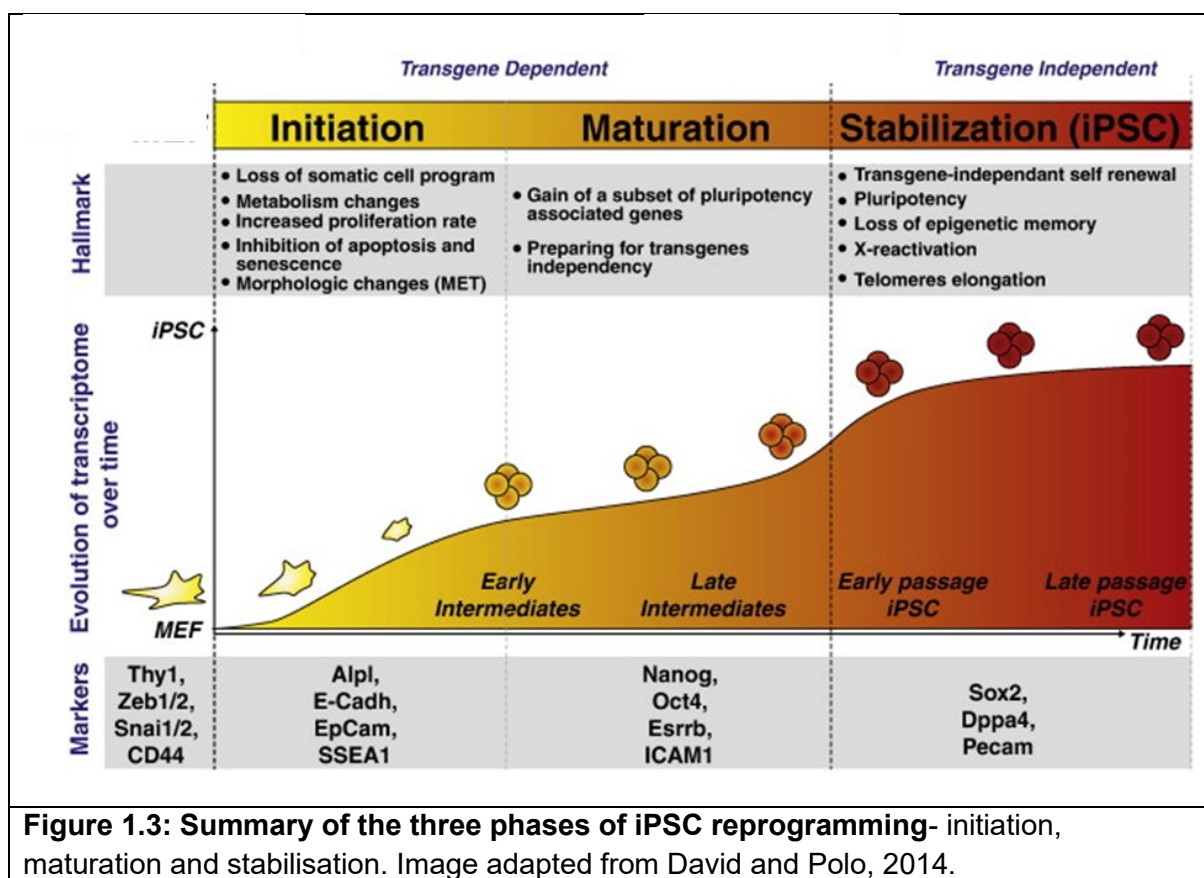 Transgene Dependent
Transgene Independent
Initiation
Maturation
Stabilization (iPSC)
Hallmark
• Loss of somatic cell program
• Metabolism changes
• Increased proliferation rate
• Inhibition of apoptosis and
senescence
• Morphologic changes (MET)
• Gain of a subset of pluripotency
associated genes
• Preparing for transgenes
independency
• Transgene-independant self renewal
• Pluripotency
• Loss of epigenetic memory
• X-reactivation
• Telomeres elongation
Evolution of transcriptome
over time
iPSC
MEF
Early
Intermediates
Late
Intermediates
Early passage
iPSC
Late passage
iPSC
Time
Markers
Thy1,
Zeb1/2,
Snai1/2,
CD44
Alpl,
E-Cadh,
EpCam,
SSEA1
Nanog,
Oct4,
Esrrb,
ICAM1
Sox2,
Dppa4,
Pecam
Figure 1.3: Summary of the three phases of iPSC reprogramming- initiation,
maturation and stabilisation. Image adapted from David and Polo, 2014.